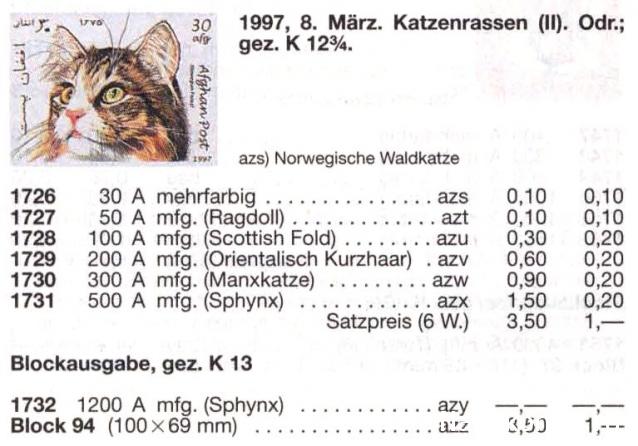 30 afg
۳۰ افغانۍ ۱۳۷۵
Afghan Post
1997
1997, 8. März. Katzenrassen (II). Odr.;
gez. K 12¾.
azs) Norwegische Waldkatze
1726 30 A mehrfarbig . . . . . . . . . . . . . . . azs 0,10 0,10
1727 50 A mfg. (Ragdoll) . . . . . . . . . . . . . azt 0,10 0,10
1728 100 A mfg. (Scottish Fold) . . . . . . . . azu 0,30 0,20
1729 200 A mfg. (Orientalisch Kurzhaar) . azv 0,60 0,20
1730 300 A mfg. (Manxkatze) . . . . . . . . . . azw 0,90 0,20
1731 500 A mfg. (Sphynx) . . . . . . . . . . . . azx 1,50 0,20
Satzpreis (6 W.) 3,50 1,—
Blockausgabe, gez. K 13
1732 1200 A mfg. (Sphynx) . . . . . . . . . . . . azy —,— —,—
Block 94 (100×69 mm) . . . . . . . . . . . . . . . 1,--